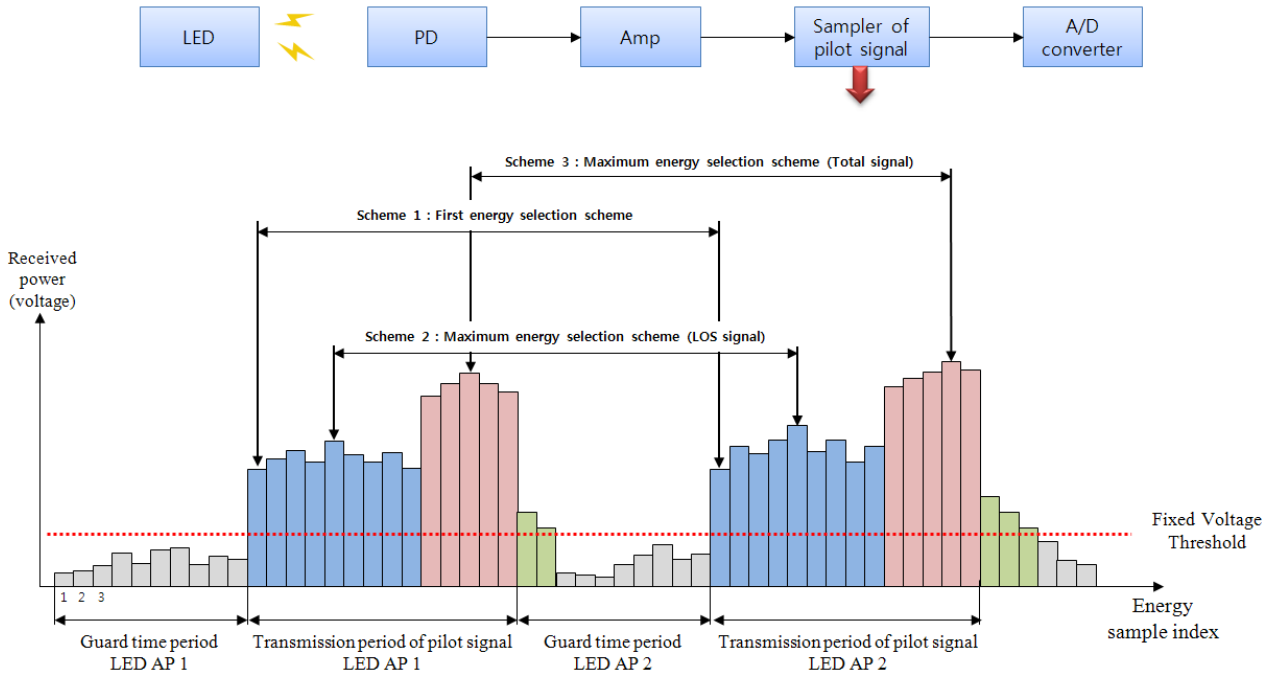 LED
PD
Amp
Sampler of
pilot signal
A/D
converter
Scheme 3 : Maximum energy selection scheme (Total signal)
Scheme 1 : First energy selection scheme
Received
power
(voltage)
Scheme 2 : Maximum energy selection scheme (LOS signal)
Fixed Voltage
Threshold
1 2 3
Energy
sample index
Guard time period
LED AP 1
Transmission period of pilot signal
LED AP 1
Guard time period
LED AP 2
Transmission period of pilot signal
LED AP 2